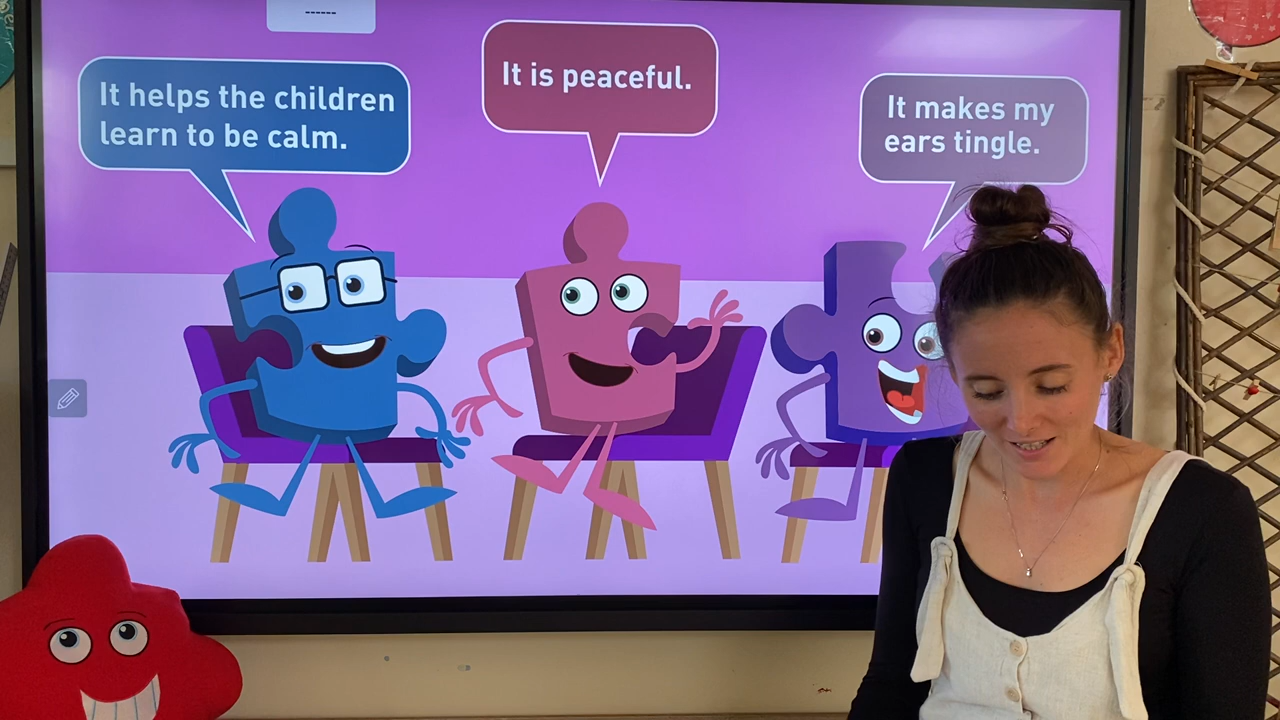 It helps the children
learn to be calm.
It is peaceful.
It makes my
ears tingle.